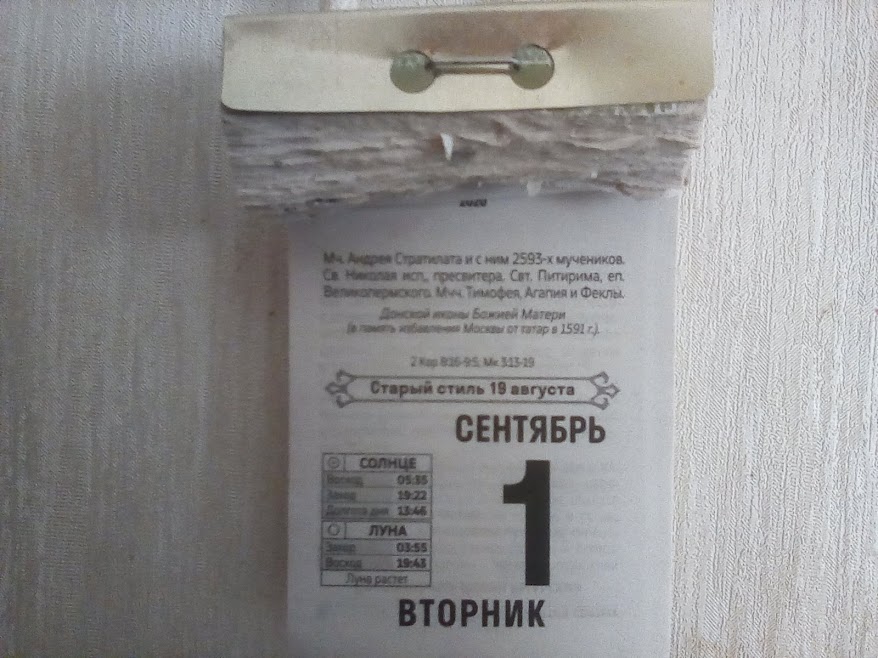 2020
Мч. Андрея Стратилата и с ним 2593-х мучеников.
Св. Николая исп., пресвитера. Свт. Питирима, еп.
Великопермского. Мчч. Тимофея, Агапия и Феклы.
Донской иконы Божией Матери
(в память избавления Москвы от татар в 1591 г.).
2 Кор 8:16-9:5; Мк 3:13-19
Старый стиль 19 августа
СЕНТЯБРЬ
СОЛНЦЕ
Восход 05:35
Заход 19:22
Долгота дня 13:46
ЛУНА
Заход 03:55
Восход 19:43
Луна растет
1
ВТОРНИК